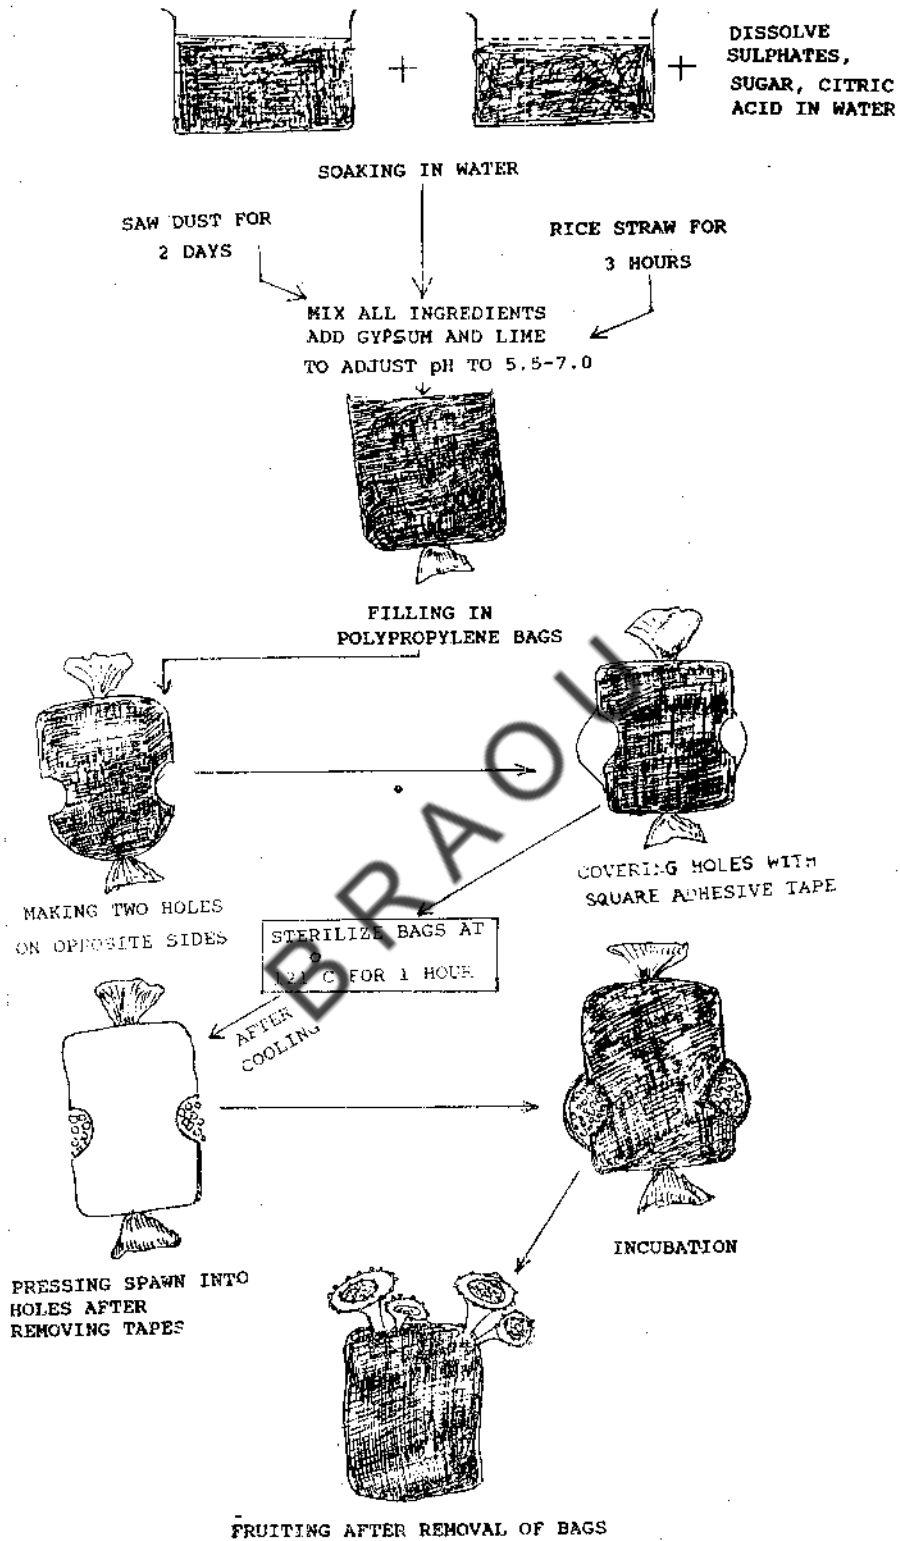 DISSOLVE
SULPHATES,
SUGAR, CITRIC
ACID IN WATER
+
+
SOAKING IN WATER
SAW DUST FOR
2 DAYS
RICE STRAW FOR
3 HOURS
MIX ALL INGREDIENTS
ADD GYPSUM AND LIME
TO ADJUST pH TO 5.5-7.0
FILLING IN
POLYPROPYLENE BAGS
MAKING TWO HOLES
ON OPPOSITE SIDES
COVERING HOLES WITH
SQUARE ADHESIVE TAPE
STERILIZE BAGS AT
121°C FOR 1 HOUR
AFTER
COOLING
PRESSING SPAWN INTO
HOLES AFTER
REMOVING TAPES
INCUBATION
FRUITING AFTER REMOVAL OF BAGS
BRAOU